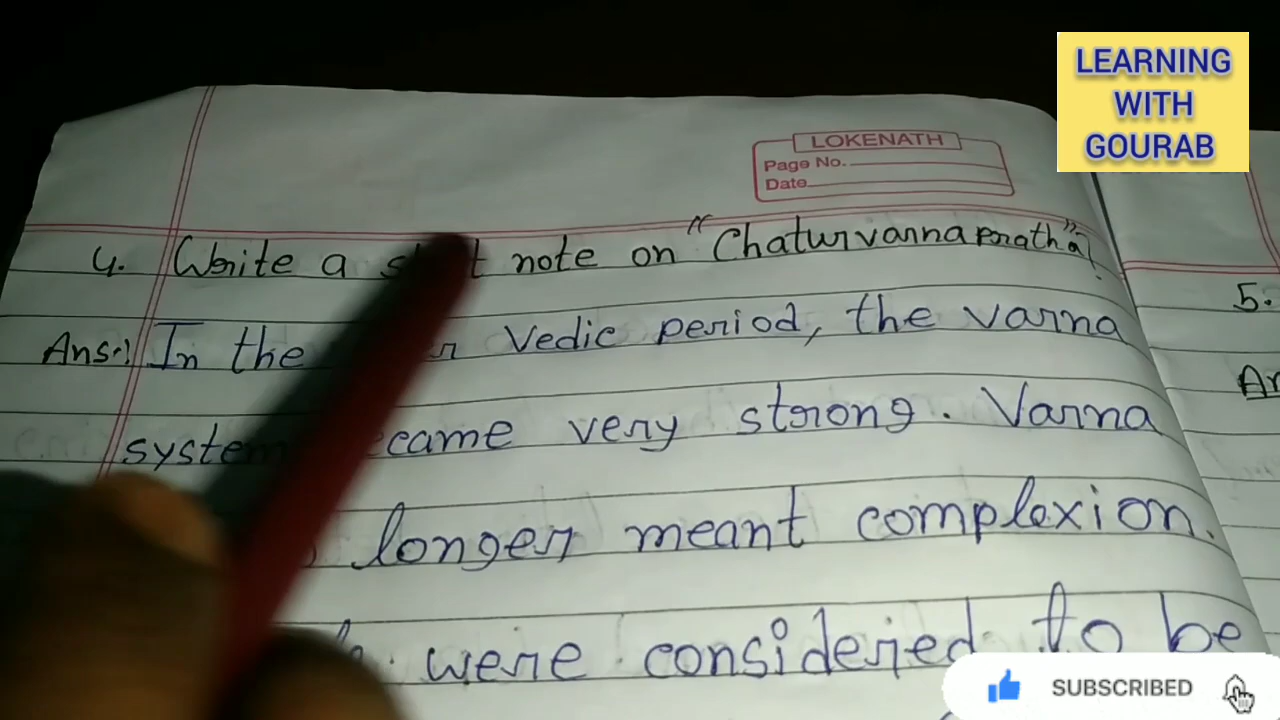 LEARNING
WITH
GOURAB
LOKENATH
Page No.
Date
4. Write a note on "Chaturvarna pratha".
Ans:) In the Vedic period, the varna
system very strong. Varna
longer meant complexion.
were considered to be
5.
SUBSCRIBED